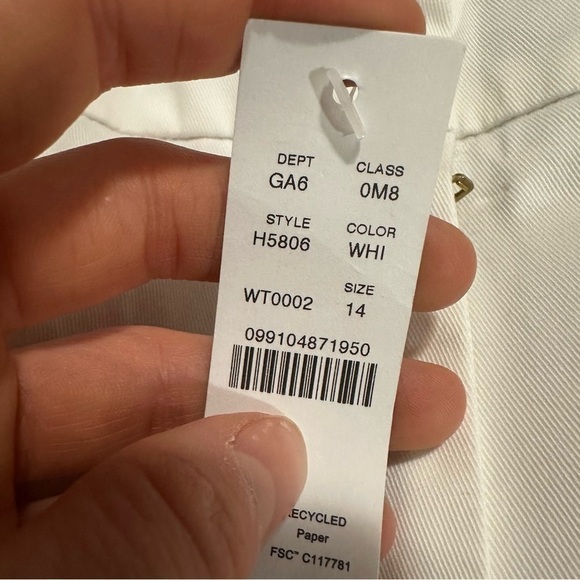 DEPT CLASS
GA6 0M8
STYLE COLOR
H5806 WHI
SIZE
WT0002 14
099104871950
Paper
FSC™ C117781